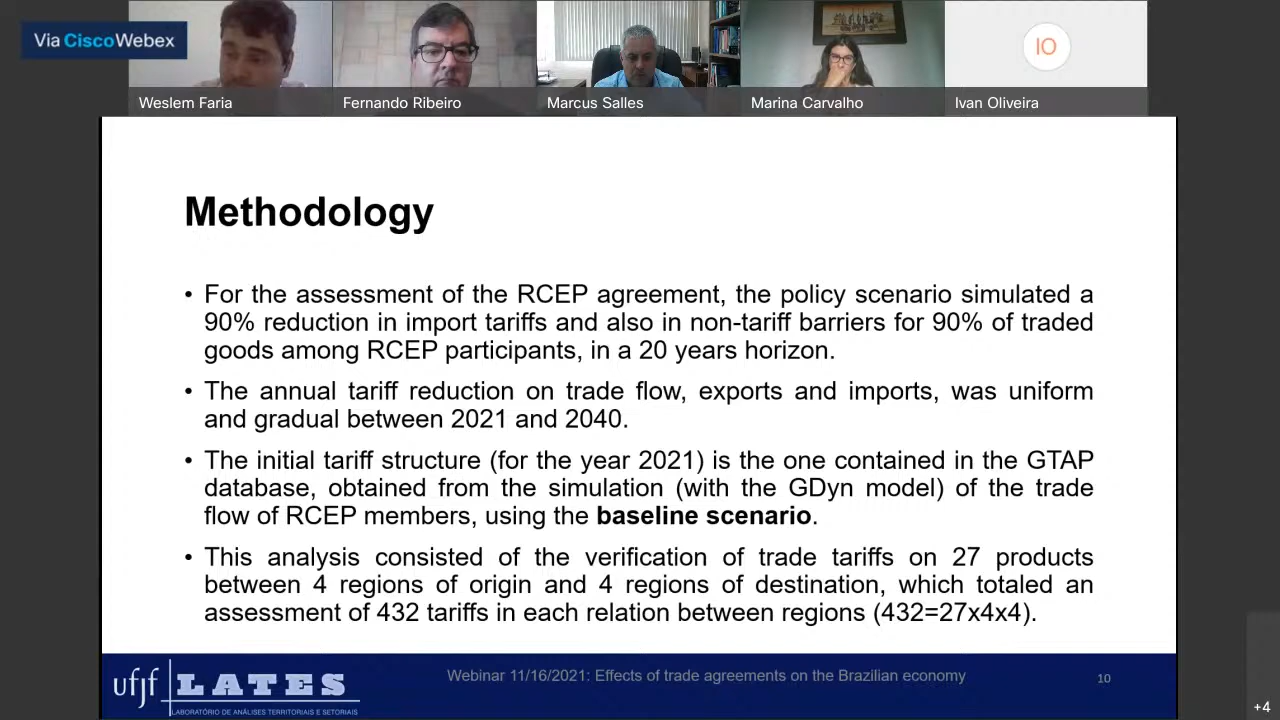 Via Cisco Webex
IO
Weslem Faria
Fernando Ribeiro
Marcus Salles
Marina Carvalho
Ivan Oliveira
Methodology
• For the assessment of the RCEP agreement, the policy scenario simulated a
90% reduction in import tariffs and also in non-tariff barriers for 90% of traded
goods among RCEP participants, in a 20 years horizon.
• The annual tariff reduction on trade flow, exports and imports, was uniform
and gradual between 2021 and 2040.
• The initial tariff structure (for the year 2021) is the one contained in the GTAP
database, obtained from the simulation (with the GDyn model) of the trade
flow of RCEP members, using the baseline scenario.
• This analysis consisted of the verification of trade tariffs on 27 products
between 4 regions of origin and 4 regions of destination, which totaled an
assessment of 432 tariffs in each relation between regions (432=27x4x4).
ufjf LATES
LABORATÓRIO DE ANÁLISES TERRITORIAIS E SETORIAIS
Webinar 11/16/2021: Effects of trade agreements on the Brazilian economy
10
+4